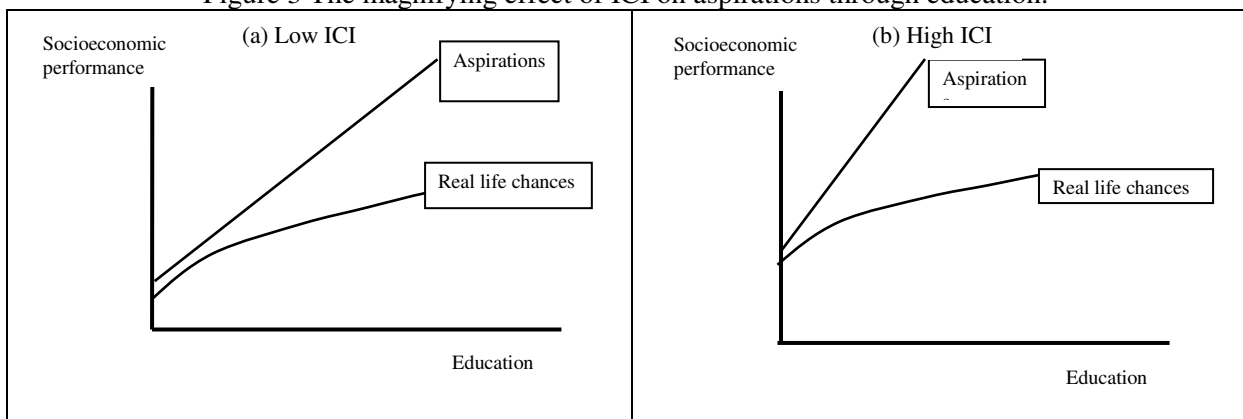 Figure 3 The magnifying effect of ICI on aspirations through education.
(a) Low ICI
Socioeconomic
performance
Aspirations
Real life chances
Education
(b) High ICI
Socioeconomic
performance
Aspiration
Real life chances
Education